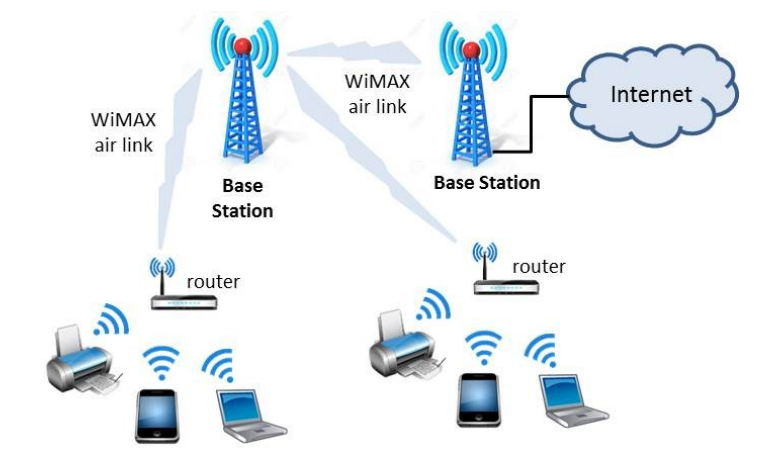 WiMAX
air link
Base
Station
WiMAX
air link
Base Station
Internet
router
router